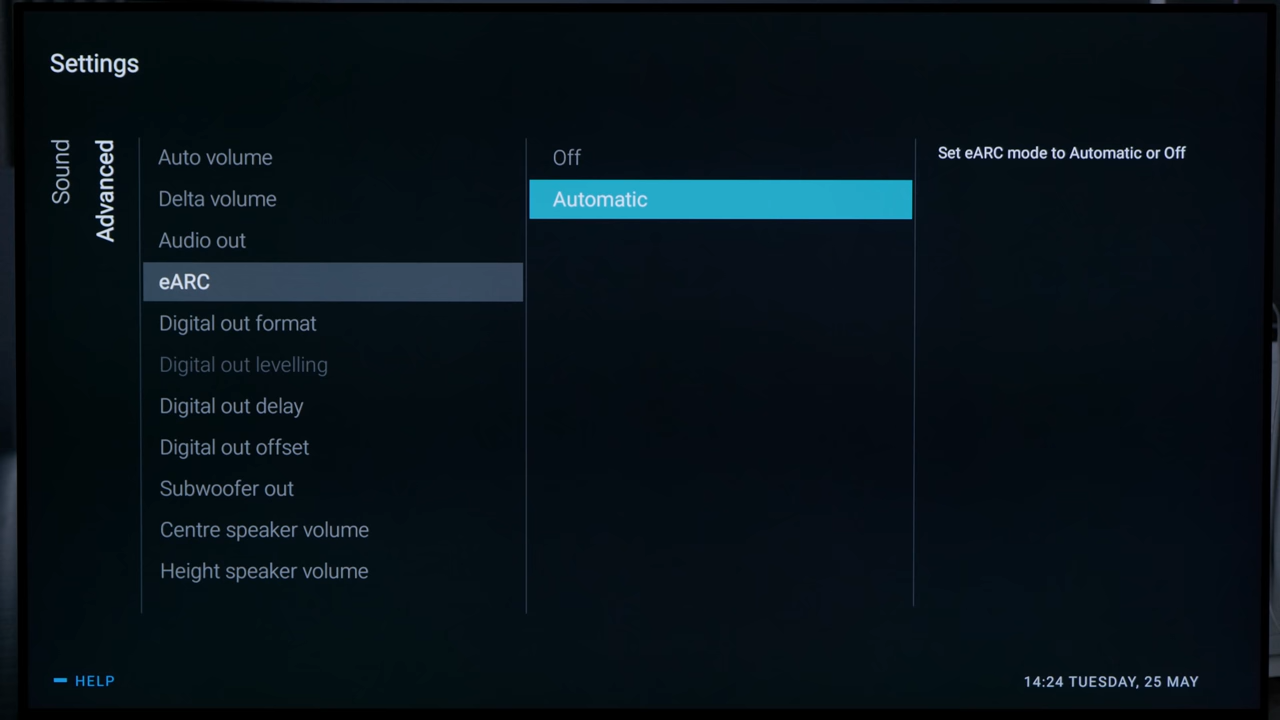 Settings
Sound
Advanced
Auto volume
Delta volume
Audio out
eARC
Digital out format
Digital out levelling
Digital out delay
Digital out offset
Subwoofer out
Centre speaker volume
Height speaker volume
Off
Automatic
Set eARC mode to Automatic or Off
HELP
14:24 TUESDAY, 25 MAY